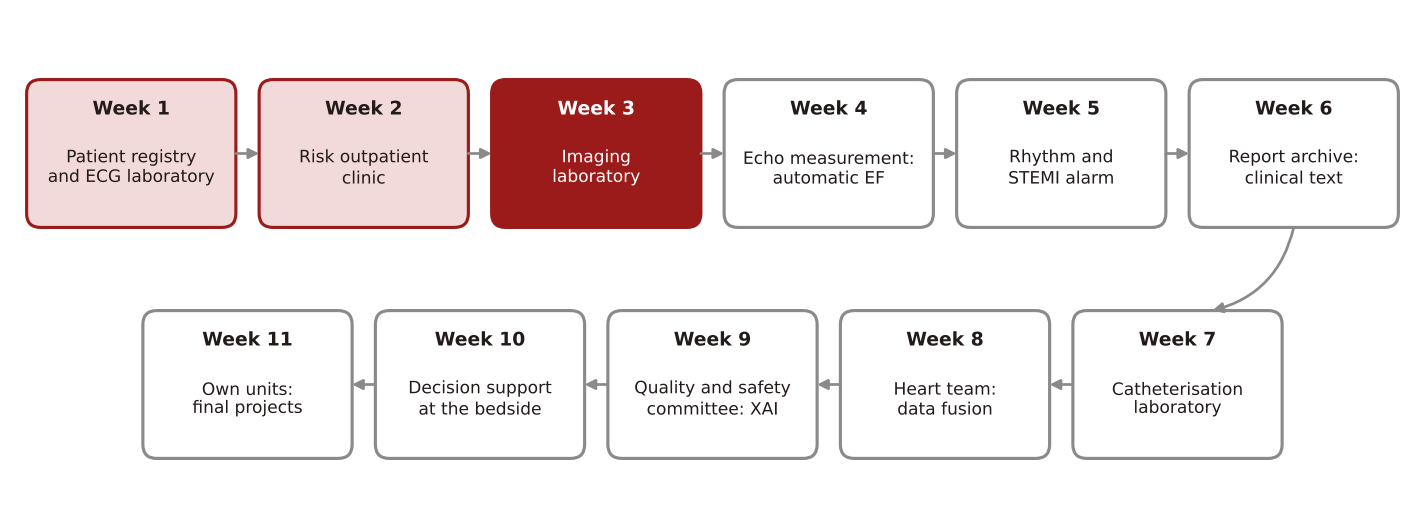 Week 1
Patient registry
and ECG laboratory
Week 2
Risk outpatient
clinic
Week 3
Imaging
laboratory
Week 4
Echo measurement:
automatic EF
Week 5
Rhythm and
STEMI alarm
Week 6
Report archive:
clinical text
Week 7
Catheterisation
laboratory
Week 8
Heart team:
data fusion
Week 9
Quality and safety
committee: XAI
Week 10
Decision support
at the bedside
Week 11
Own units:
final projects